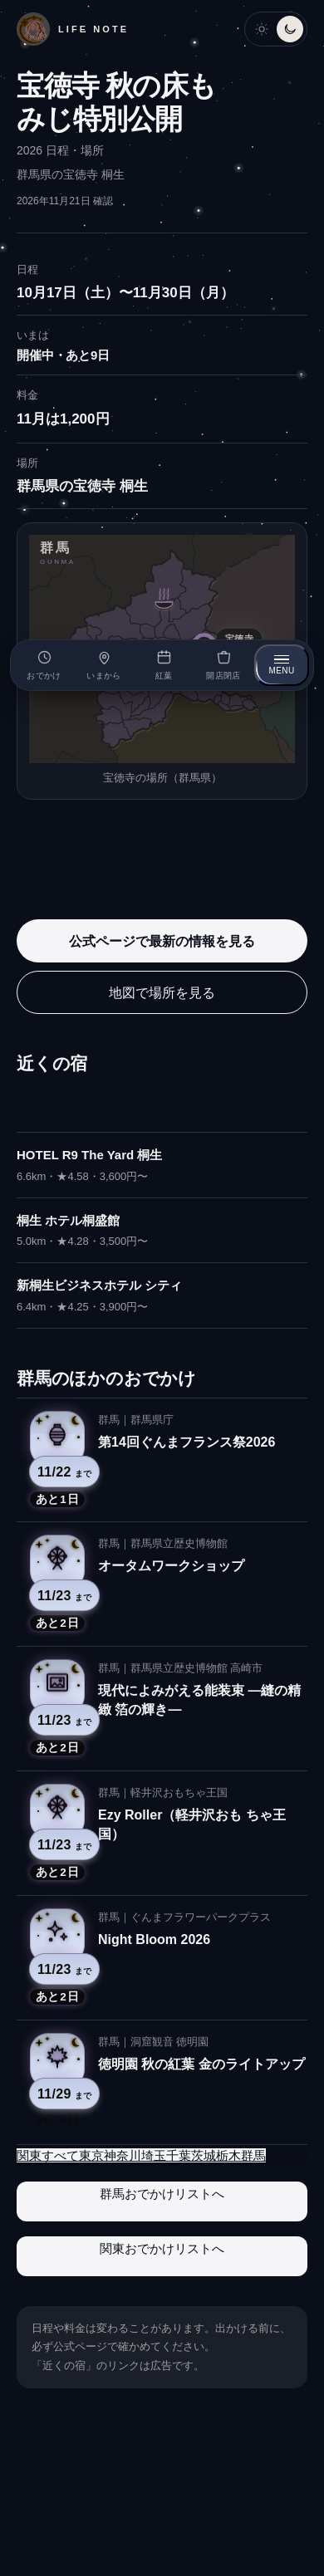 LIFE NOTE
宝徳寺 秋の床も
みじ特別公開
2026 日程・場所
群馬県の宝徳寺 桐生
2026年11月21日 確認
日程
10月17日（土）〜11月30日（月）
いまは
開催中・あと9日
料金
11月は1,200円
場所
群馬県の宝徳寺 桐生
群馬
GUNMA
宝徳寺
おでかけ
いまから
紅葉
開店閉店
MENU
宝徳寺の場所（群馬県）
公式ページで最新の情報を見る
地図で場所を見る
近くの宿
HOTEL R9 The Yard 桐生
6.6km・★4.58・3,600円〜
桐生 ホテル桐盛館
5.0km・★4.28・3,500円〜
新桐生ビジネスホテル シティ
6.4km・★4.25・3,900円〜
群馬のほかのおでかけ
群馬｜群馬県庁
第14回ぐんまフランス祭2026
11/22 まで
あと1日
群馬｜群馬県立歴史博物館
オータムワークショップ
11/23 まで
あと2日
群馬｜群馬県立歴史博物館 高崎市
現代によみがえる能装束 ―縫の精
緻 箔の輝き―
11/23 まで
あと2日
群馬｜軽井沢おもちゃ王国
Ezy Roller（軽井沢おも ちゃ王
国）
11/23 まで
あと2日
群馬｜ぐんまフラワーパークプラス
Night Bloom 2026
11/23 まで
あと2日
群馬｜洞窟観音 徳明園
徳明園 秋の紅葉 金のライトアップ
11/29 まで
関東すべて東京神奈川埼玉千葉茨城栃木群馬
群馬おでかけリストへ
関東おでかけリストへ
日程や料金は変わることがあります。出かける前に、
必ず公式ページで確かめてください。
「近くの宿」のリンクは広告です。